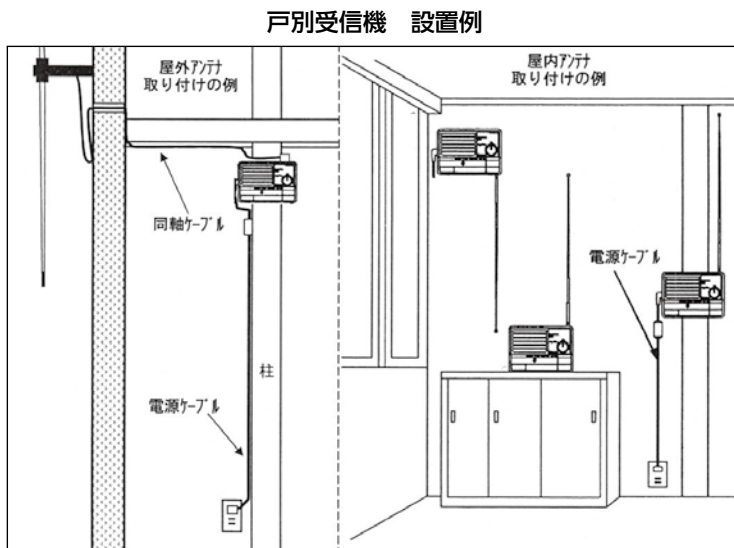 戸別受信機　設置例
屋外ｱﾝﾃﾅ
取り付けの例
同軸ｹｰﾌﾞﾙ
柱
電源ｹｰﾌﾞﾙ
屋内ｱﾝﾃﾅ
取り付けの例
電源ｹｰﾌﾞﾙ